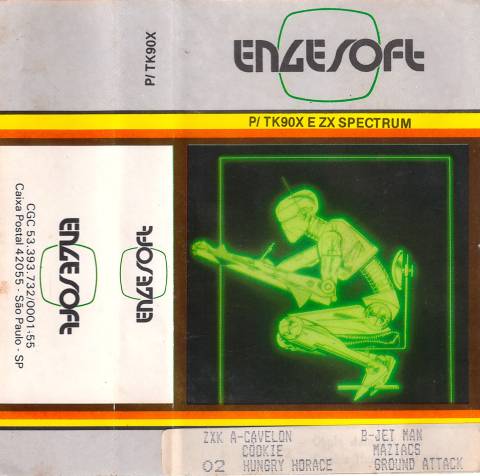 P/ TK90X
ENGESOFT
P/ TK90X E ZX SPECTRUM
ENGESOFT
CGC 53.393.732/0001-55
Caixa Postal 42055 - São Paulo - SP
ENGESOFT
ZXK A-CAVELON B-JET MAN
COOKIE MAZIACS
02 HUNGRY HORACE GROUND ATTACK